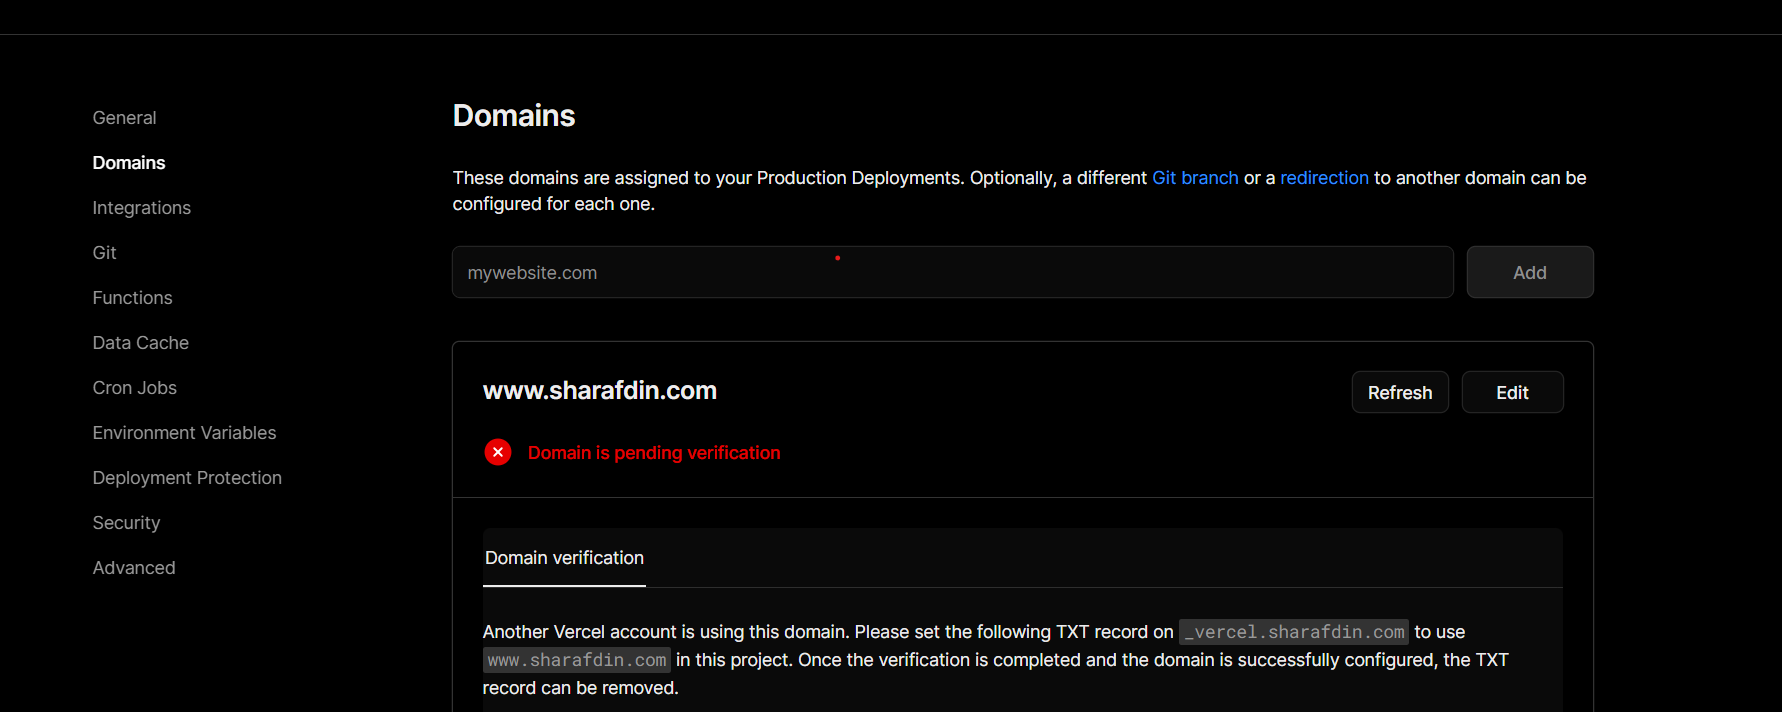 Domains
These domains are assigned to your Production Deployments. Optionally, a different Git branch or a redirection to another domain can be
configured for each one.
mywebsite.com
Add
General
Domains
Integrations
Git
Functions
Data Cache
Cron Jobs
Environment Variables
Deployment Protection
Security
Advanced
www.sharafdin.com
Refresh
Edit
Domain is pending verification
Domain verification
Another Vercel account is using this domain. Please set the following TXT record on _vercel.sharafdin.com to use
www.sharafdin.com in this project. Once the verification is completed and the domain is successfully configured, the TXT
record can be removed.